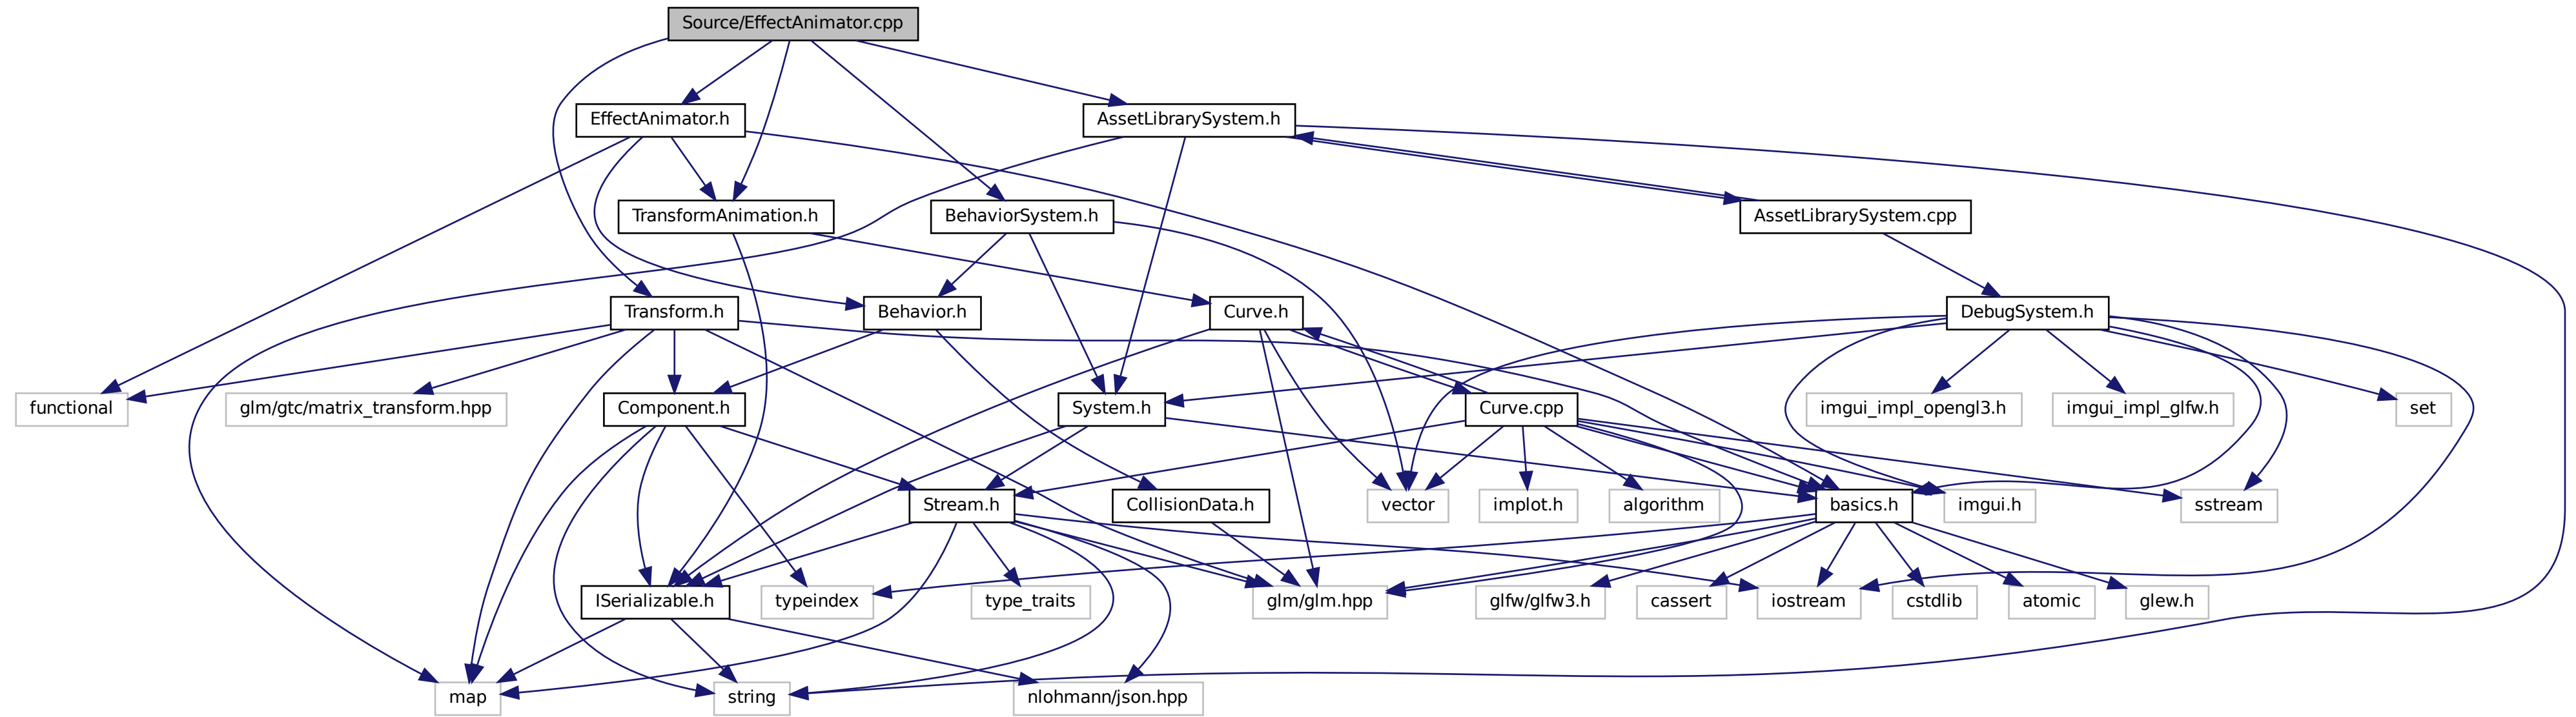 Source/EffectAnimator.cpp
EffectAnimator.h
AssetLibrarySystem.h
TransformAnimation.h
BehaviorSystem.h
AssetLibrarySystem.cpp
Transform.h
Behavior.h
Curve.h
DebugSystem.h
functional
glm/gtc/matrix_transform.hpp
Component.h
System.h
Curve.cpp
imgui_impl_opengl3.h
imgui_impl_glfw.h
set
Stream.h
CollisionData.h
vector
implot.h
algorithm
basics.h
imgui.h
sstream
ISerializable.h
typeindex
type_traits
glm/glm.hpp
glfw/glfw3.h
cassert
iostream
cstdlib
atomic
glew.h
map
string
nlohmann/json.hpp